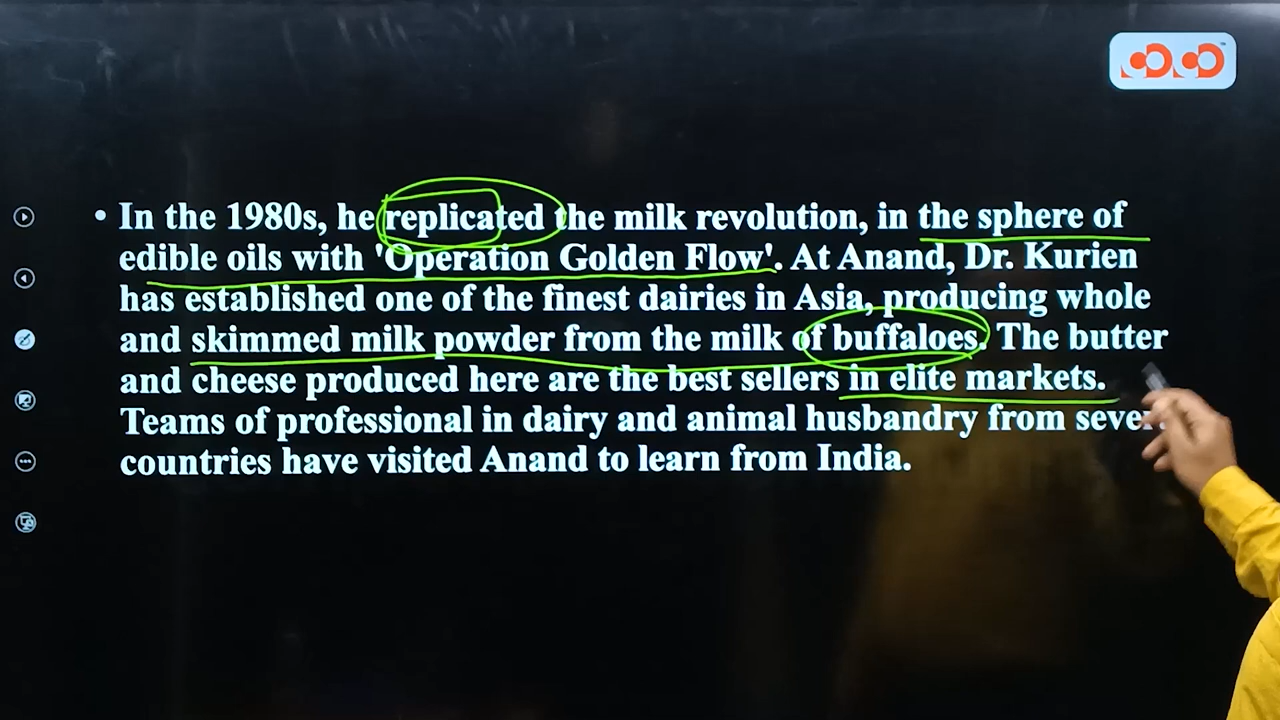 • In the 1980s, he replicated the milk revolution, in the sphere of
edible oils with 'Operation Golden Flow'. At Anand, Dr. Kurien
has established one of the finest dairies in Asia, producing whole
and skimmed milk powder from the milk of buffaloes. The butter
and cheese produced here are the best sellers in elite markets.
Teams of professional in dairy and animal husbandry from
countries have visited Anand to learn from India.